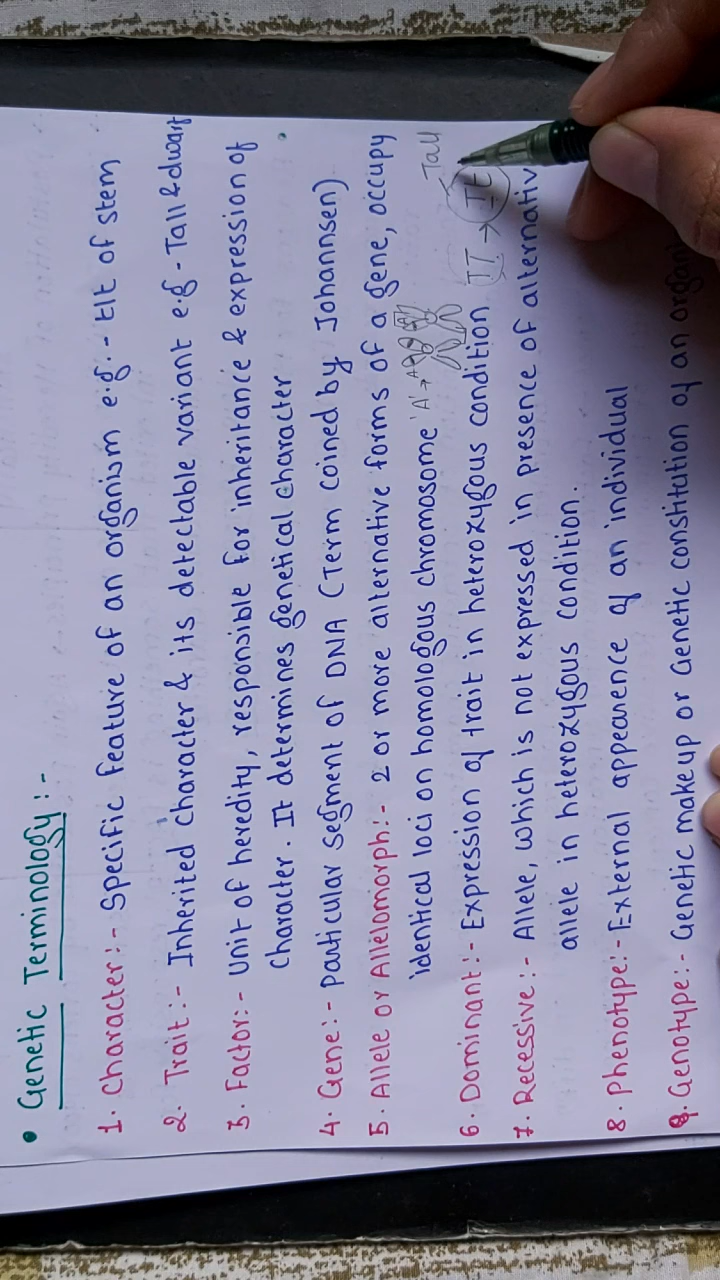 • Genetic Terminology :-
1. Character:- Specific feature of an organism e.g.:- Ht of stem
2. Trait :- Inherited character & its detectable variant e.g - Tall & dwarf
3. Factor:- Unit of heredity, responsible for inheritance & expression of
character. It determines genetical character
4. Gene:- Particular segment of DNA (Term coined by Johannsen)
5. Allele or Allelomorph:- 2 or more alternative forms of a gene, occupy
identical loci on homologous chromosome 'A' → A A
6. Dominant:- Expression of trait in heterozygous condition TT → Tt Tall
7. Recessive:- Allele, which is not expressed in presence of alternativ
allele in heterozygous condition.
8. Phenotype:- External appearence of an individual
9. Genotype:- Genetic makeup or Genetic constitution of an organi